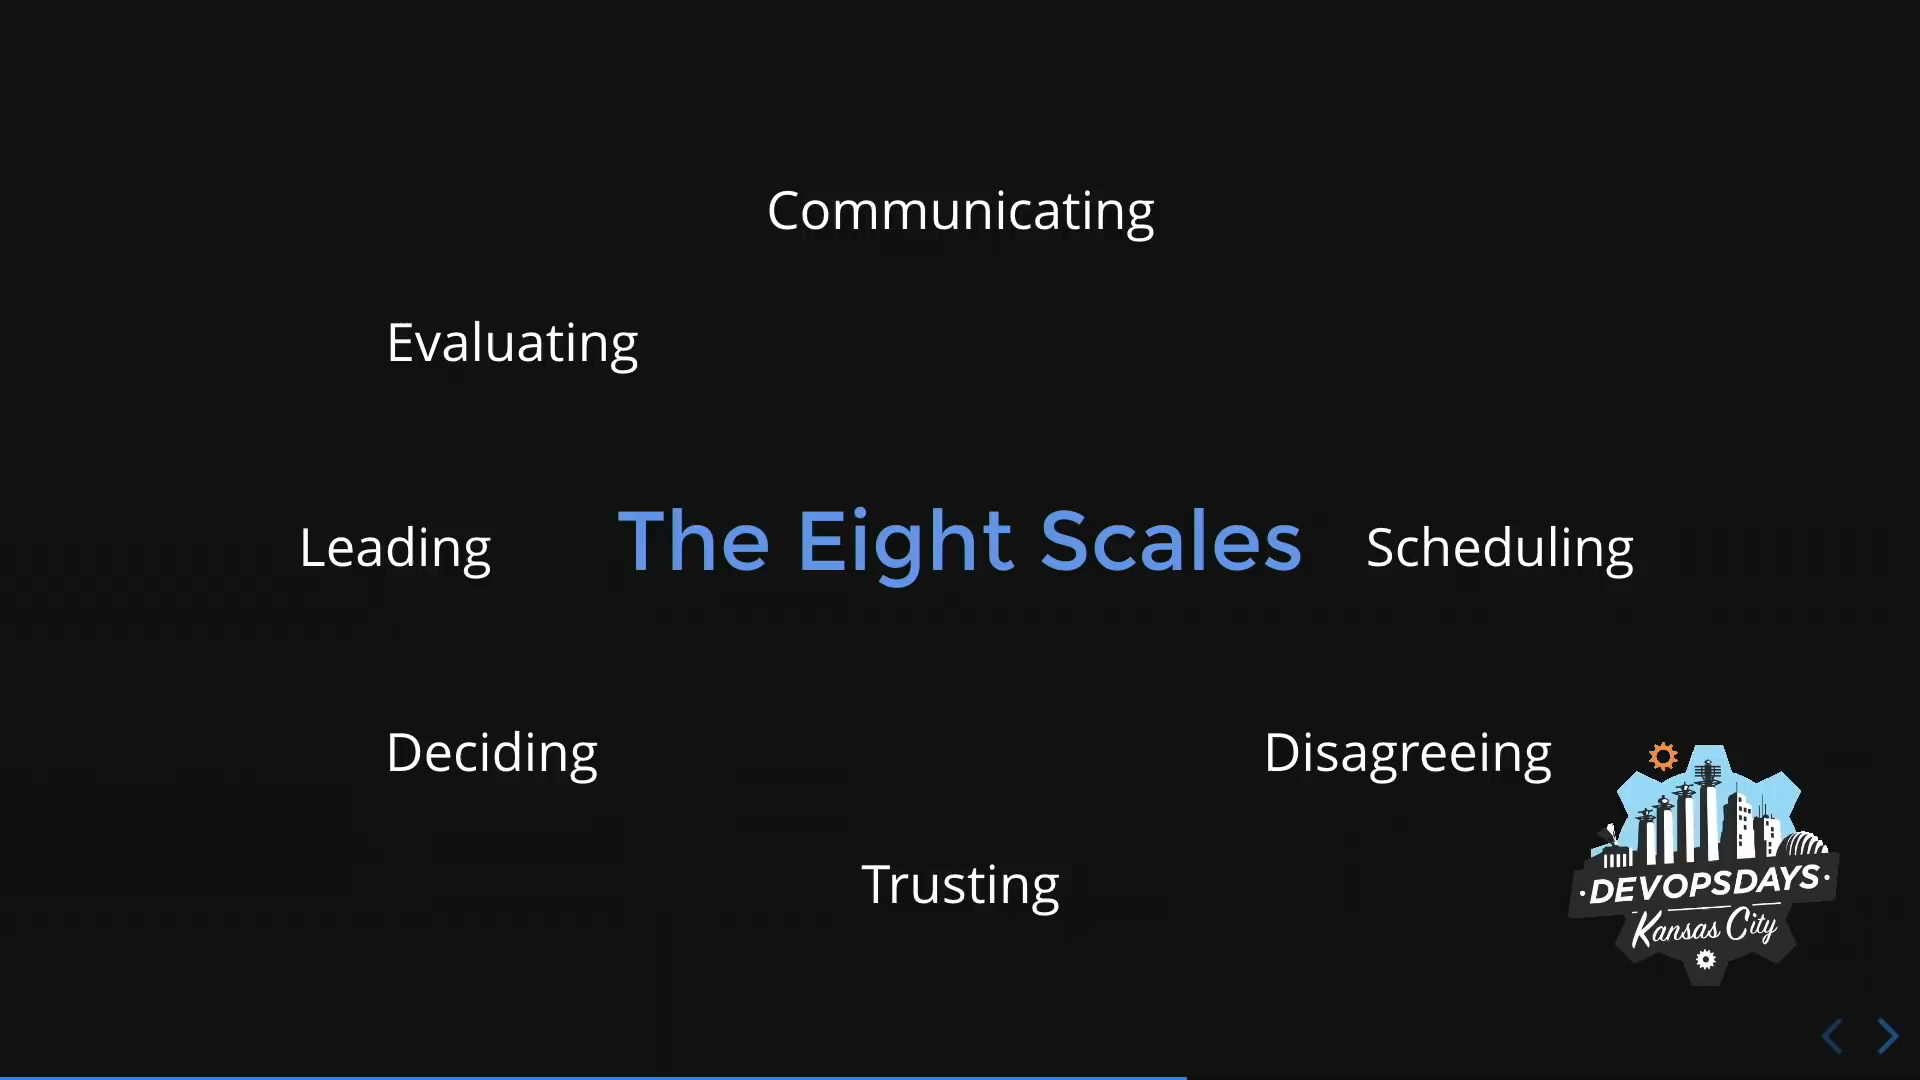 Communicating
Evaluating
Leading
The Eight Scales
Scheduling
Deciding
Disagreeing
Trusting
·DEVOPSDAYS·
Kansas City